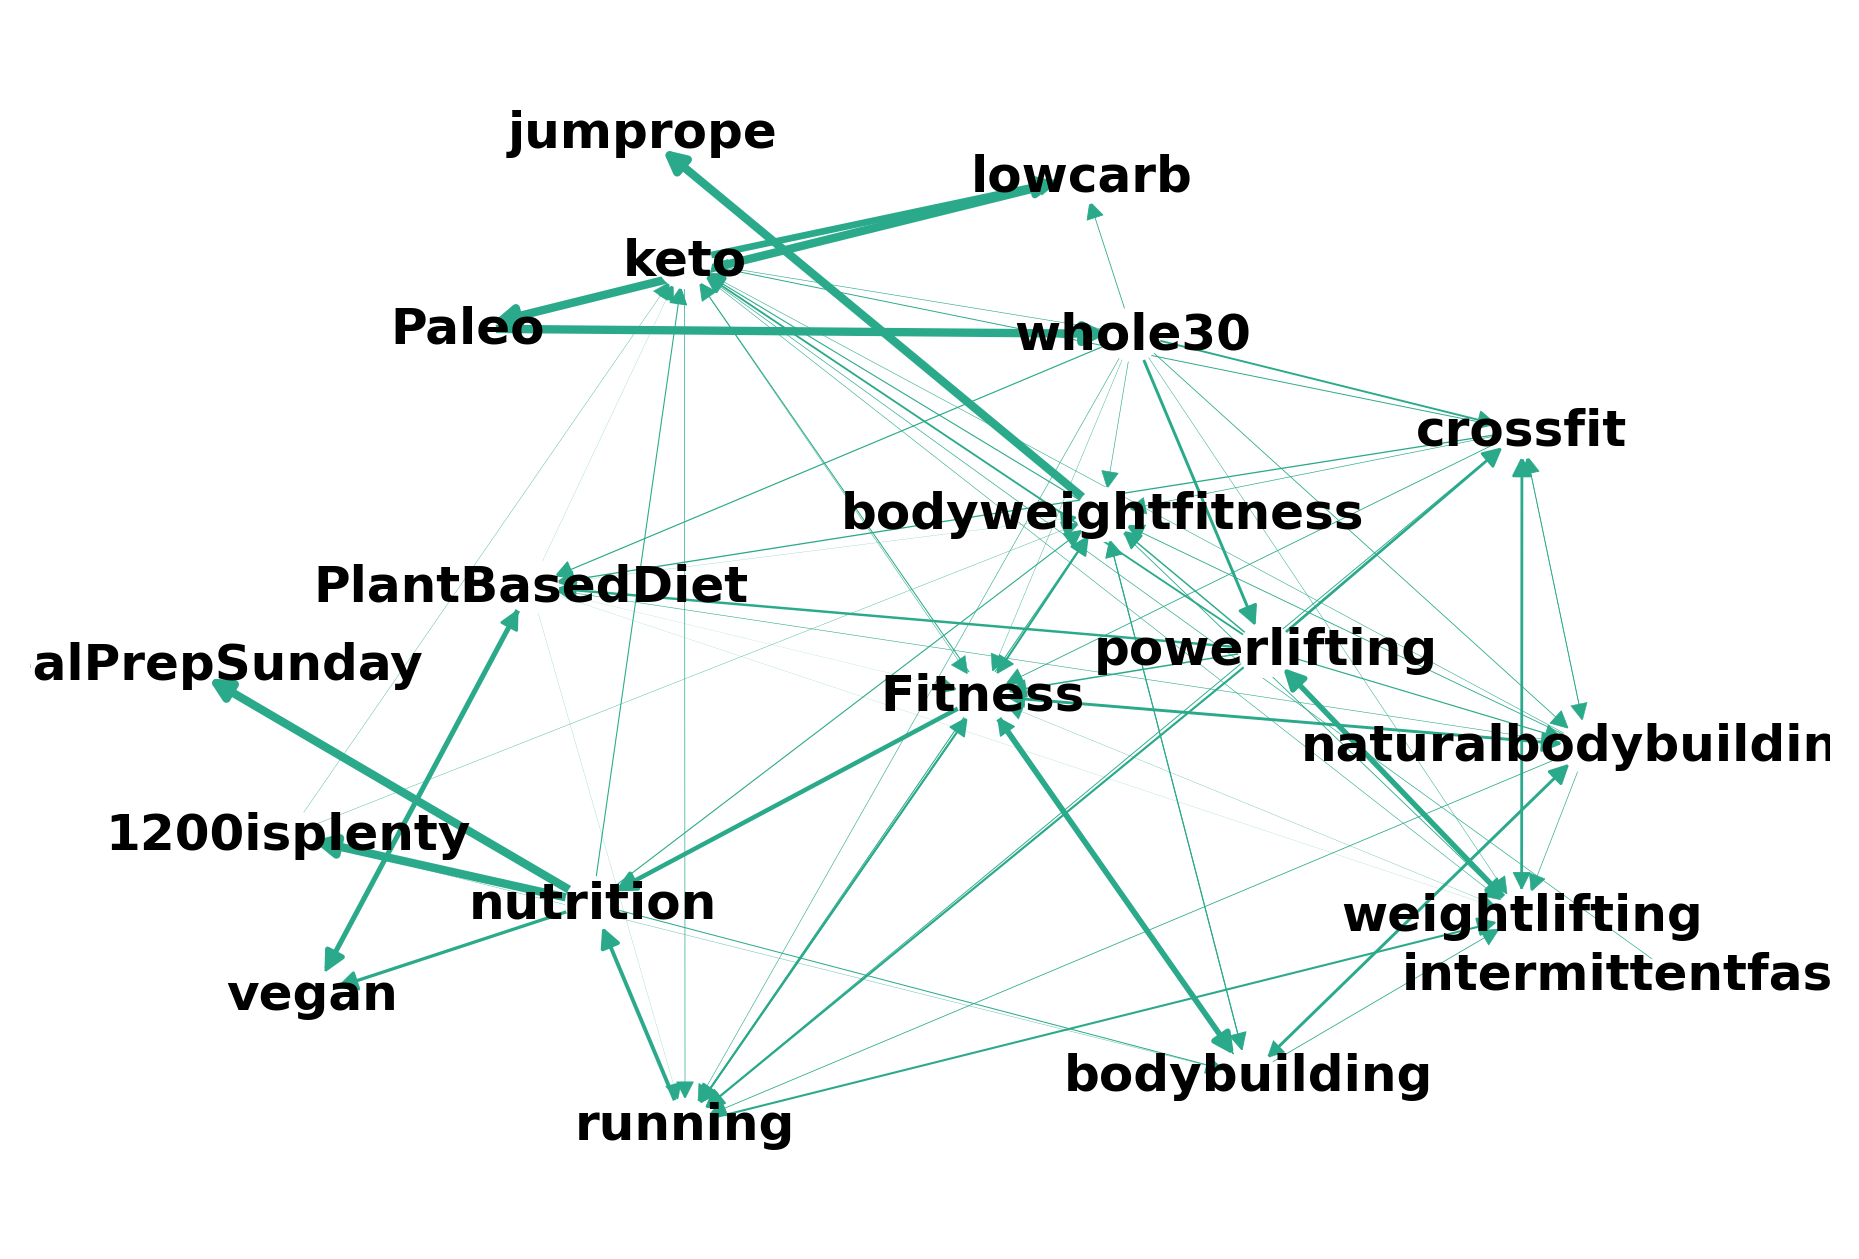 jumprope
lowcarb
keto
Paleo
whole30
crossfit
bodyweightfitness
PlantBasedDiet
powerlifting
alPrepSunday
Fitness
naturalbodybuildin
1200isplenty
nutrition
weightlifting
intermittentfas
vegan
bodybuilding
running